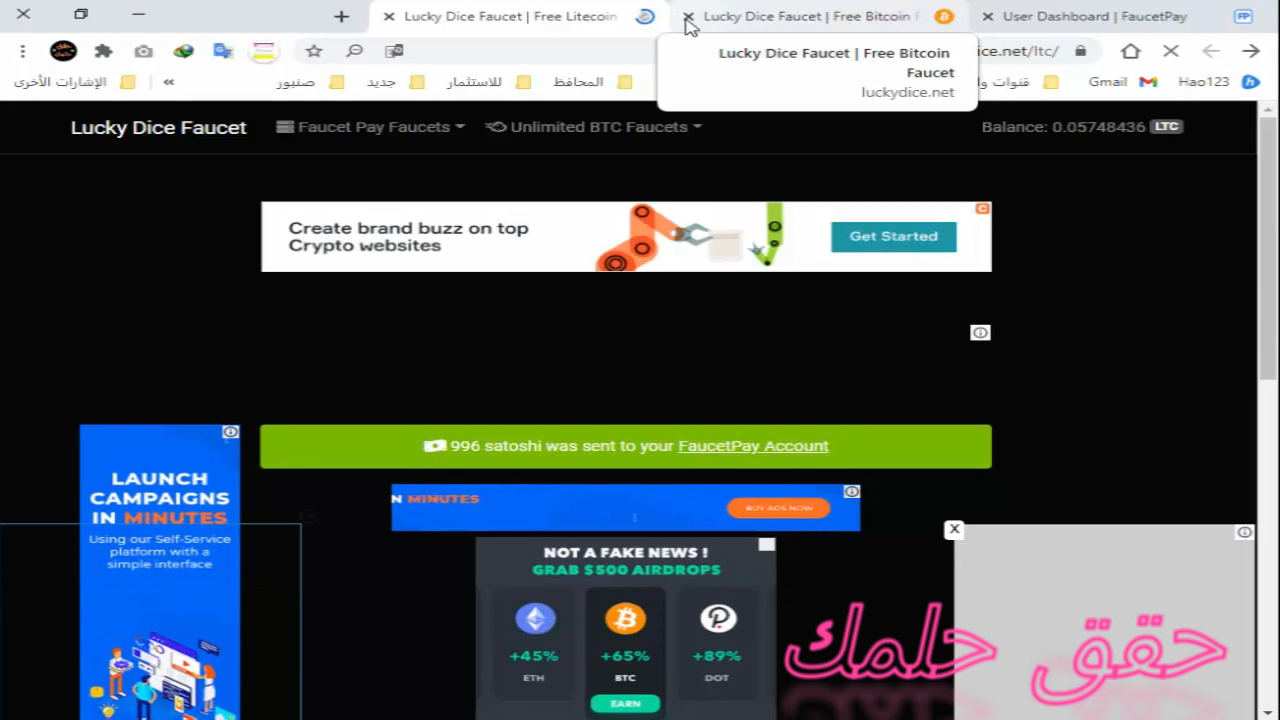 Lucky Dice Faucet | Free Litecoin
Lucky Dice Faucet | Free Bitcoin F
User Dashboard | FaucetPay
FP
ice.net/ltc/
Lucky Dice Faucet | Free Bitcoin
Faucet
luckydice.net
الإشارات الأخرى
«
صنبور
جديد
للاستثمار
المحافظ
قنوات وا
Gmail
Hao123
Lucky Dice Faucet
Faucet Pay Faucets
Unlimited BTC Faucets
Balance: 0.05748436 LTC
Create brand buzz on top
Crypto websites
Get Started
996 satoshi was sent to your FaucetPay Account
LAUNCH
CAMPAIGNS
IN MINUTES
Using our Self-Service
platform with a
simple interface
N MINUTES
BUY ADS NOW
X
NOT A FAKE NEWS !
GRAB $500 AIRDROPS
+45%
+65%
+89%
ETH
BTC
DOT
EARN
حقق حلمك